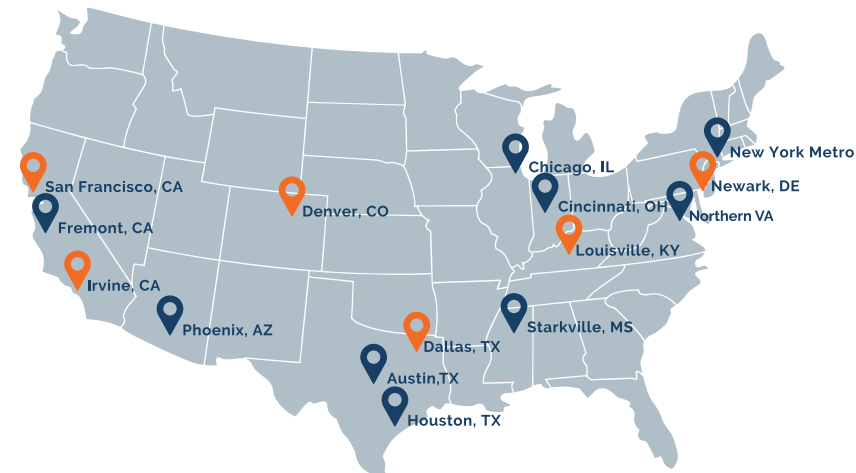 New York Metro
Chicago, IL
San Francisco, CA
Newark, DE
Cincinnati, OH
Denver, CO
Northern VA
Fremont, CA
Louisville, KY
Irvine, CA
Phoenix, AZ
Starkville, MS
Dallas, TX
Austin,TX
Houston, TX